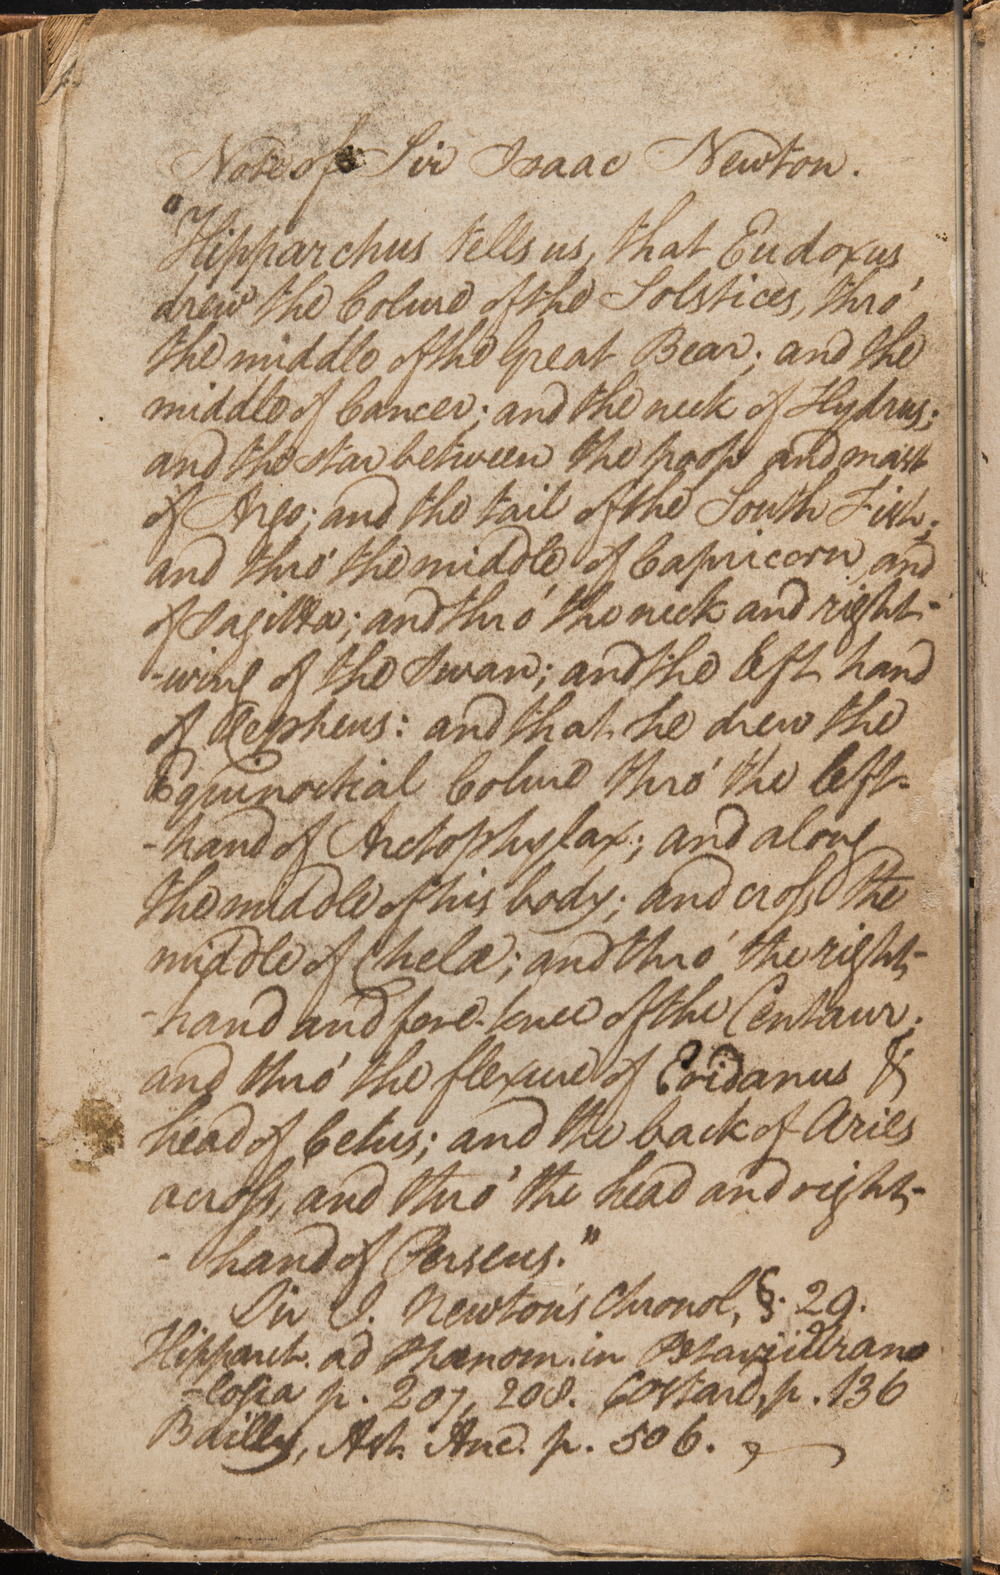 Note of Sir Isaac Newton.
"Hipparchus tells us, that Eudoxus
drew the Colure of the Solstices, thro'
the middle of the Great Bear; and the
middle of Cancer; and the neck of Hydrus;
and the star between the poop and mast
of Argo; and the tail of the South Fish;
and thro' the middle of Capricorn, and
of Sagitta; and thro' the neck and right-
-wing of the Swan; and the left hand
of Cepheus: and that he drew the
Equinoctial Colure thro' the left-
-hand of Arctophylax; and along
the middle of his body; and cross the
middle of Chelæ; and thro' the right-
-hand and fore-knee of the Centaur;
and thro' the flexure of Eridanus &
head of Cetus; and the back of Aries
across, and thro' the head and right-
-hand of Perseus."
Sir I. Newton's Chronol, §. 29.
Hipparch. ad Phænom. in Petavii Urano
-logia p. 207, 208. Costard, p. 136
Bailly, Ast. Anc. p. 506.